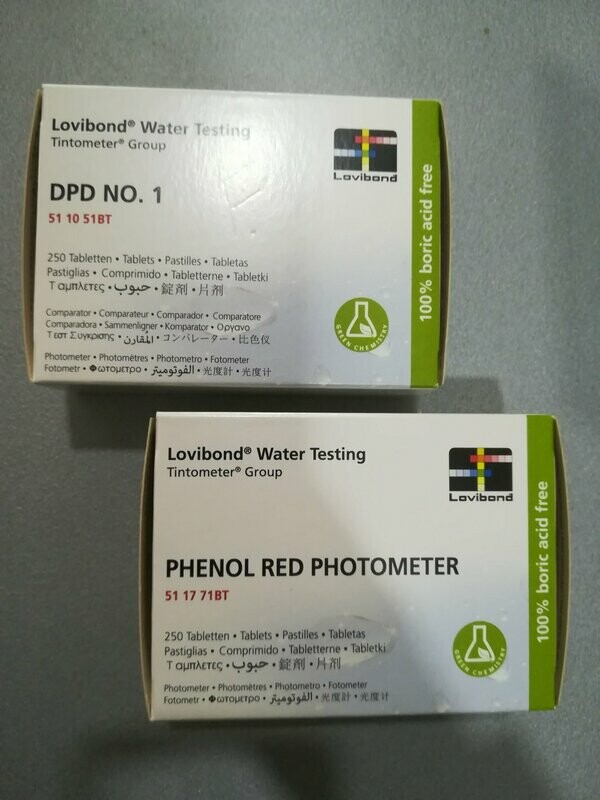 Lovibond® Water Testing
Tintometer® Group
Lovibond
DPD NO. 1
51 10 51BT
250 Tabletten • Tablets • Pastilles • Tabletas
Pastiglias • Comprimido • Tabletterne • Tabletki
Ταμπλετες • حبوب • 錠剤 • 片剂
Comparator • Comparateur • Comparador • Comparatore
Comparadora • Sammenligner • Komparator • Οργανο
Τεστ Συγκρισης • المُقارن • コンパレーター • 比色仪
Photometer • Photomètres • Photometro • Fotometer
Fotometr • Φωτομετρο • الفوتوميتر • 光度計 • 光度计
GREEN CHEMISTRY
100% boric acid free
Lovibond® Water Testing
Tintometer® Group
Lovibond
PHENOL RED PHOTOMETER
51 17 71BT
250 Tabletten • Tablets • Pastilles • Tabletas
Pastiglias • Comprimido • Tabletterne • Tabletki
Ταμπλετες • حبوب • 錠剤 • 片剂
Photometer • Photomètres • Photometro • Fotometer
Fotometr • Φωτομετρο • الفوتوميتر • 光度計 • 光度计
GREEN CHEMISTRY
100% boric acid free